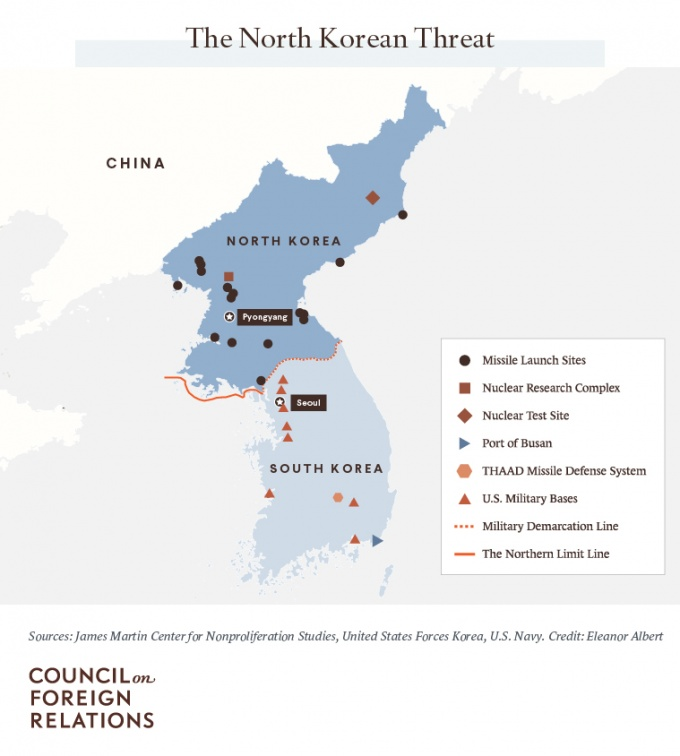 The North Korean Threat
CHINA
NORTH KOREA
Pyongyang
Seoul
SOUTH KOREA
Missile Launch Sites
Nuclear Research Complex
Nuclear Test Site
Port of Busan
THAAD Missile Defense System
U.S. Military Bases
Military Demarcation Line
The Northern Limit Line
Sources: James Martin Center for Nonproliferation Studies, United States Forces Korea, U.S. Navy. Credit: Eleanor Albert
COUNCIL on
FOREIGN
RELATIONS